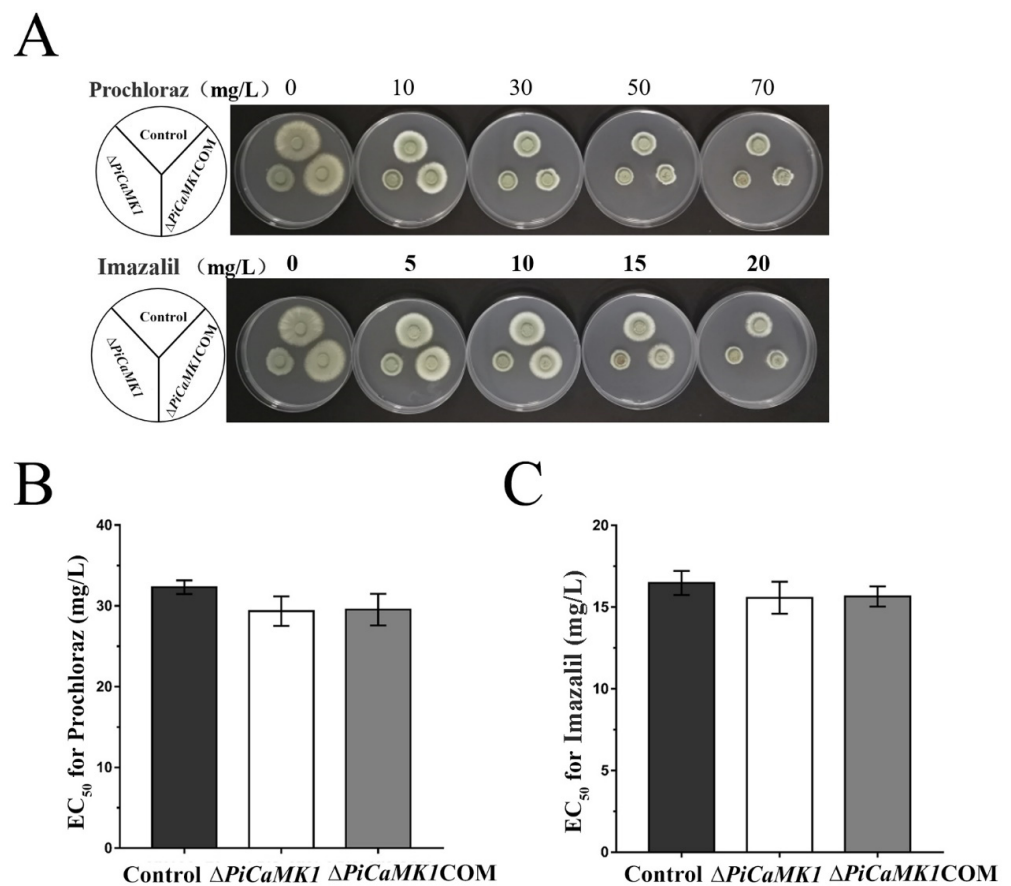 A
Prochloraz （mg/L） 0 10 30 50 70
Control
ΔPiCaMK1
ΔPiCaMK1COM
Imazalil （mg/L） 0 5 10 15 20
Control
ΔPiCaMK1
ΔPiCaMK1COM
B
EC50 for Prochloraz (mg/L)
40
30
20
10
0
Control ΔPiCaMK1 ΔPiCaMK1COM
C
EC50 for Imazalil (mg/L)
20
15
10
5
0
Control ΔPiCaMK1 ΔPiCaMK1COM